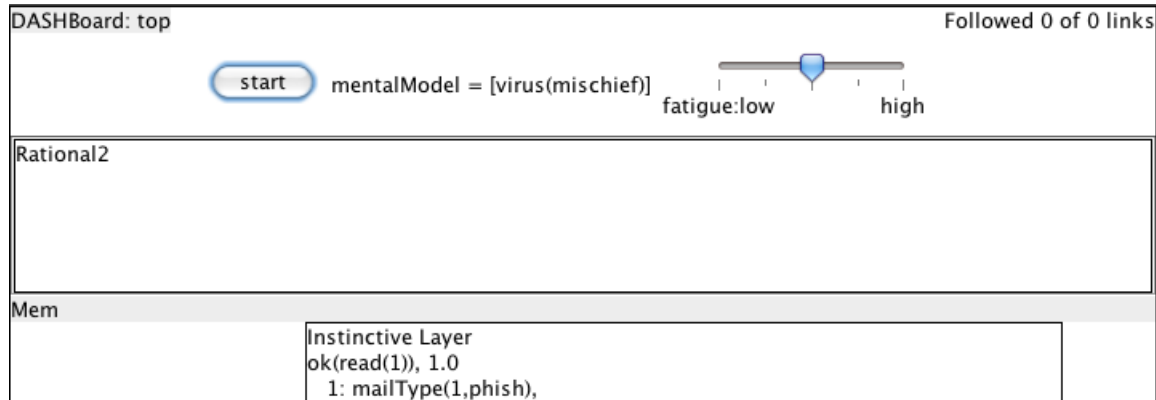 DASHBoard: top
Followed 0 of 0 links
start
mentalModel = [virus(mischief)]
fatigue:low
high
Rational2
Mem
Instinctive Layer
ok(read(1)), 1.0
1: mailType(1,phish),